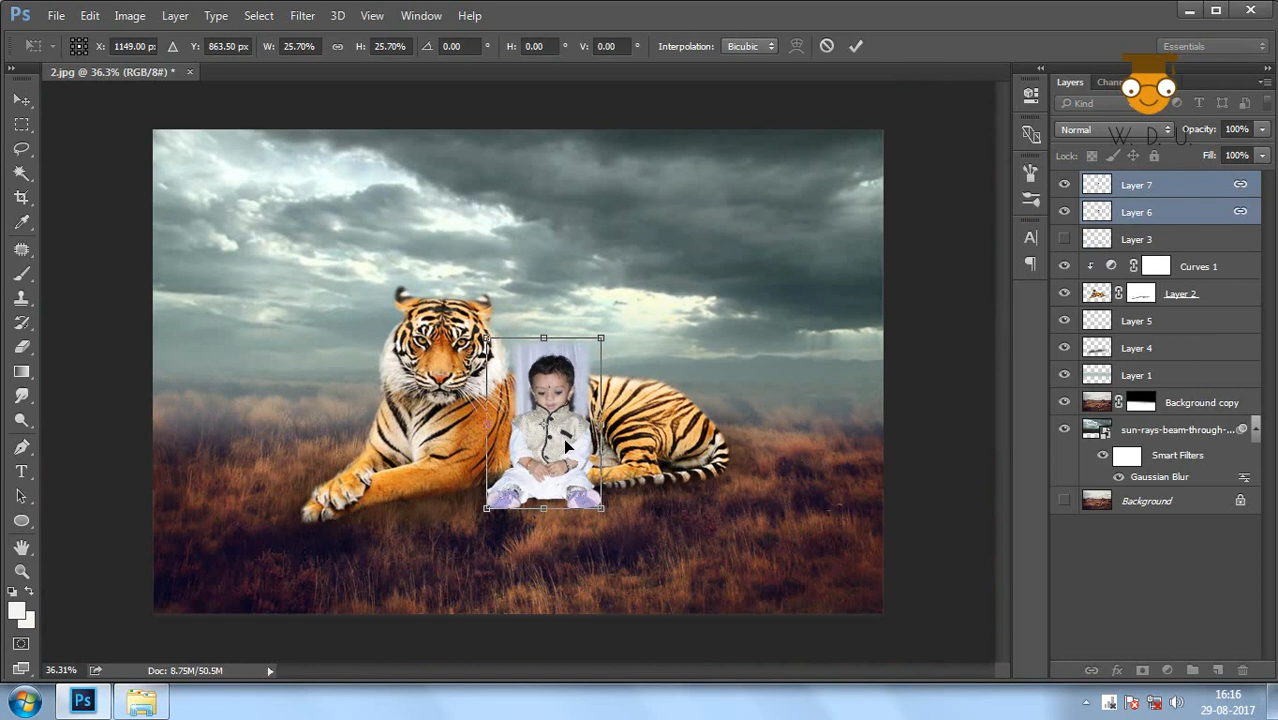 Ps File Edit Image Layer Type Select Filter 3D View Window Help
X: 1149.00 p: Y: 863.50 px W: 25.70% H: 25.70% 0.00 ° H: 0.00 ° V: 0.00 ° Interpolation: Bicubic Essentials
2.jpg @ 36.3% (RGB/8#) * ×
Layers Chann
Kind
Normal Opacity: 100%
W. D. U.
Lock: Fill: 100%
Layer 7
Layer 6
Layer 3
Curves 1
Layer 2
Layer 5
Layer 4
Layer 1
Background copy
sun-rays-beam-through-...
Smart Filters
Gaussian Blur
Background
36.31% Doc: 8.75M/50.5M
Ps 16:16
29-08-2017